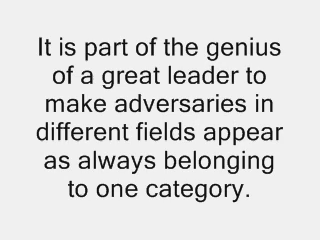 It is part of the genius
of a great leader to
make adversaries in
different fields appear
as always belonging
to one category.